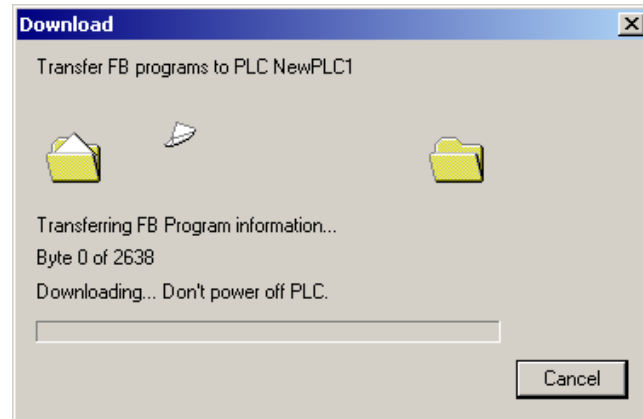 Download
Transfer FB programs to PLC NewPLC1
Transferring FB Program information...
Byte 0 of 2638
Downloading... Don't power off PLC.
Cancel